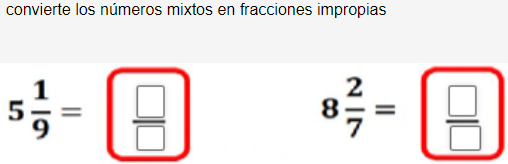 convierte los números mixtos en fracciones impropias
5 1/9 = 8 2/7 =